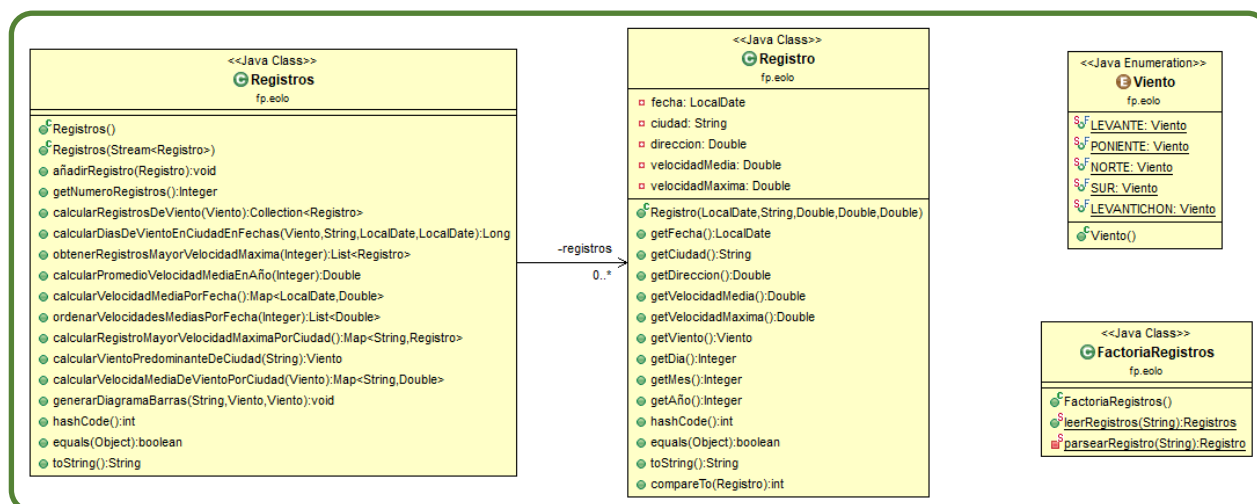 <<Java Class>>
Registros
fp.eolo
Registros()
Registros(Stream<Registro>)
añadirRegistro(Registro):void
getNumeroRegistros():Integer
calcularRegistrosDeViento(Viento):Collection<Registro>
calcularDiasDeVientoEnCiudadEnFechas(Viento,String,LocalDate,LocalDate):Long
obtenerRegistrosMayorVelocidadMaxima(Integer):List<Registro>
calcularPromedioVelocidadMediaEnAño(Integer):Double
calcularVelocidadMediaPorFecha():Map<LocalDate,Double>
ordenarVelocidadesMediasPorFecha(Integer):List<Double>
calcularRegistroMayorVelocidadMaximaPorCiudad():Map<String,Registro>
calcularVientoPredominanteDeCiudad(String):Viento
calcularVelocidaMediaDeVientoPorCiudad(Viento):Map<String,Double>
generarDiagramaBarras(String,Viento,Viento):void
hashCode():int
equals(Object):boolean
toString():String
-registros
0..*
<<Java Class>>
Registro
fp.eolo
fecha: LocalDate
ciudad: String
direccion: Double
velocidadMedia: Double
velocidadMaxima: Double
Registro(LocalDate,String,Double,Double,Double)
getFecha():LocalDate
getCiudad():String
getDireccion():Double
getVelocidadMedia():Double
getVelocidadMaxima():Double
getViento():Viento
getDia():Integer
getMes():Integer
getAño():Integer
hashCode():int
equals(Object):boolean
toString():String
compareTo(Registro):int
<<Java Enumeration>>
Viento
fp.eolo
LEVANTE: Viento
PONIENTE: Viento
NORTE: Viento
SUR: Viento
LEVANTICHON: Viento
Viento()
<<Java Class>>
FactoriaRegistros
fp.eolo
FactoriaRegistros()
leerRegistros(String):Registros
parsearRegistro(String):Registro